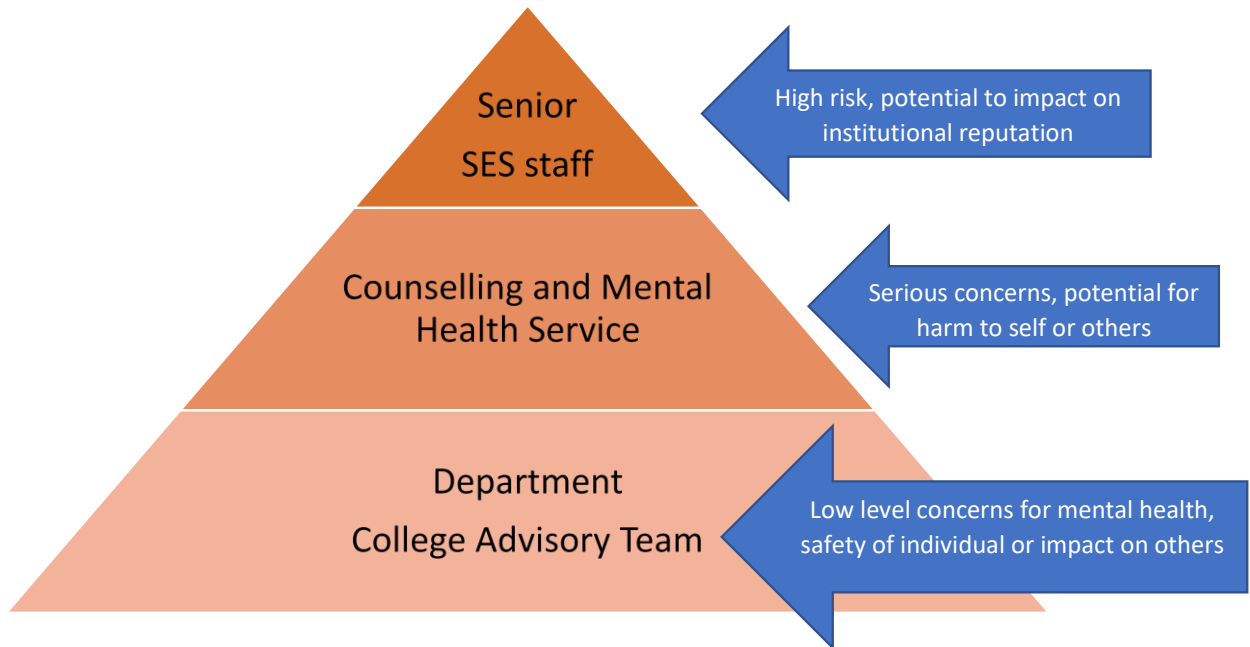 Senior
SES staff
High risk, potential to impact on
institutional reputation
Counselling and Mental
Health Service
Serious concerns, potential for
harm to self or others
Department
College Advisory Team
Low level concerns for mental health,
safety of individual or impact on others